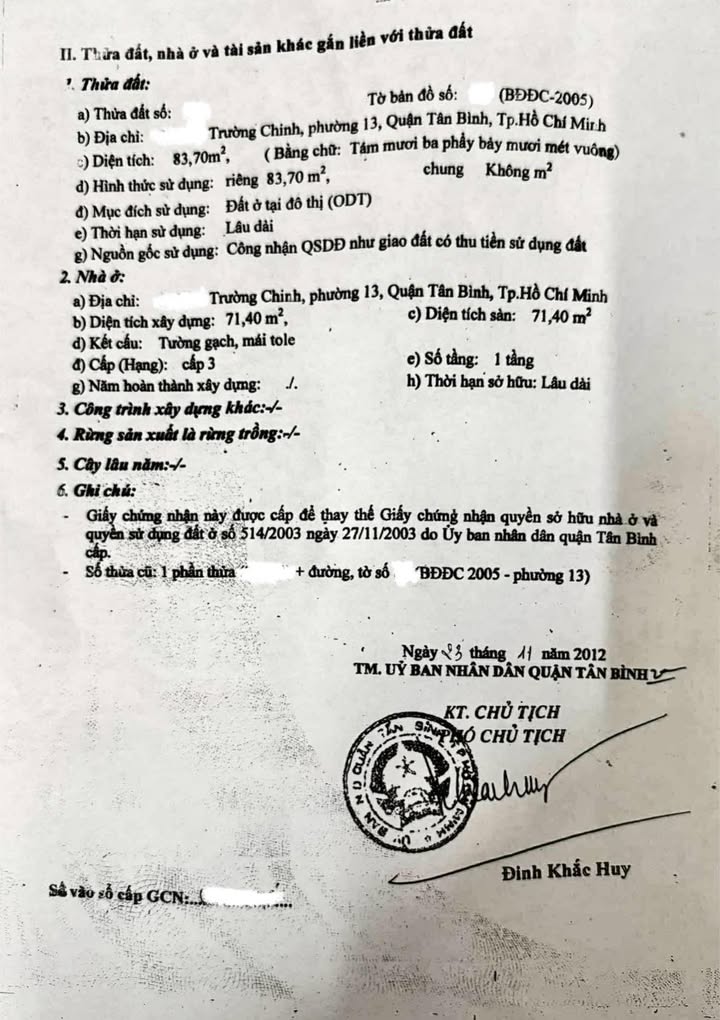 II. Thửa đất, nhà ở và tài sản khác gắn liền với thửa đất
1. Thửa đất:
a) Thửa đất số: Tờ bản đồ số: (BĐĐC-2005)
b) Địa chỉ: Trường Chinh, phường 13, Quận Tân Bình, Tp.Hồ Chí Minh
c) Diện tích: 83,70m², ( Bằng chữ: Tám mươi ba phẩy bảy mươi mét vuông)
d) Hình thức sử dụng: riêng 83,70 m², chung Không m²
đ) Mục đích sử dụng: Đất ở tại đô thị (ODT)
e) Thời hạn sử dụng: Lâu dài
g) Nguồn gốc sử dụng: Công nhận QSDĐ như giao đất có thu tiền sử dụng đất
2. Nhà ở:
a) Địa chỉ: Trường Chinh, phường 13, Quận Tân Bình, Tp.Hồ Chí Minh
b) Diện tích xây dựng: 71,40 m², c) Diện tích sàn: 71,40 m²
d) Kết cấu: Tường gạch, mái tole
đ) Cấp (Hạng): cấp 3 e) Số tầng: 1 tầng
g) Năm hoàn thành xây dựng: ./. h) Thời hạn sở hữu: Lâu dài
3. Công trình xây dựng khác:-/-
4. Rừng sản xuất là rừng trồng:-/-
5. Cây lâu năm:-/-
6. Ghi chú:
- Giấy chứng nhận này được cấp để thay thế Giấy chứng nhận quyền sở hữu nhà ở và
quyền sử dụng đất ở số 514/2003 ngày 27/11/2003 do Ủy ban nhân dân quận Tân Bình
cấp.
- Số thửa cũ: 1 phần thửa + đường, tờ số BĐĐC 2005 - phường 13)
Ngày 23 tháng 11 năm 2012
TM. UỶ BAN NHÂN DÂN QUẬN TÂN BÌNH
KT. CHỦ TỊCH
PHÓ CHỦ TỊCH
Đinh Khắc Huy
Số vào sổ cấp GCN: